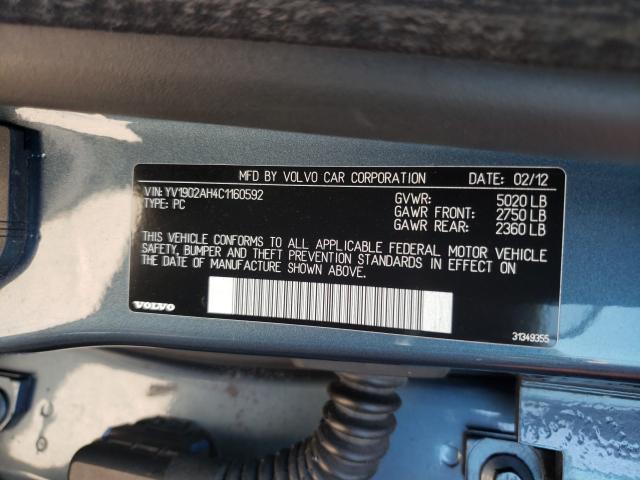 MFD BY VOLVO CAR CORPORATION DATE: 02/12
VIN: YV1902AH4C1160592 GVWR: 5020 LB
TYPE: PC GAWR FRONT: 2750 LB
GAWR REAR: 2360 LB
THIS VEHICLE CONFORMS TO ALL APPLICABLE FEDERAL MOTOR VEHICLE
SAFETY, BUMPER AND THEFT PREVENTION STANDARDS IN EFFECT ON
THE DATE OF MANUFACTURE SHOWN ABOVE.
VOLVO 31349355